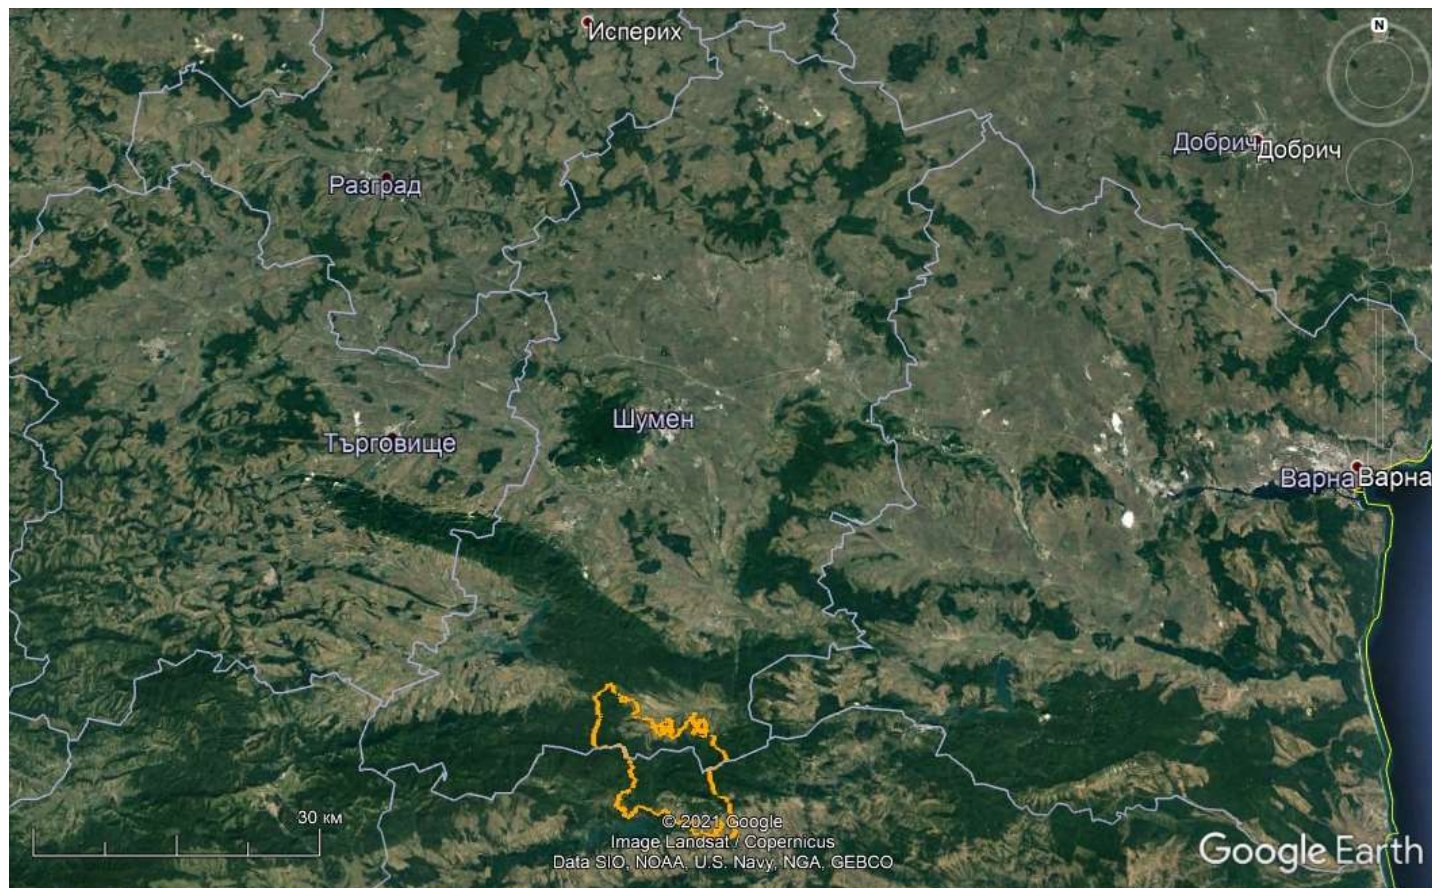 Исперих
N
Добрич
Добрич
Разград
Шумен
Търговище
Варна Варна
30 км
© 2021 Google
Image Landsat / Copernicus
Data SIO, NOAA, U.S. Navy, NGA, GEBCO
Google Earth